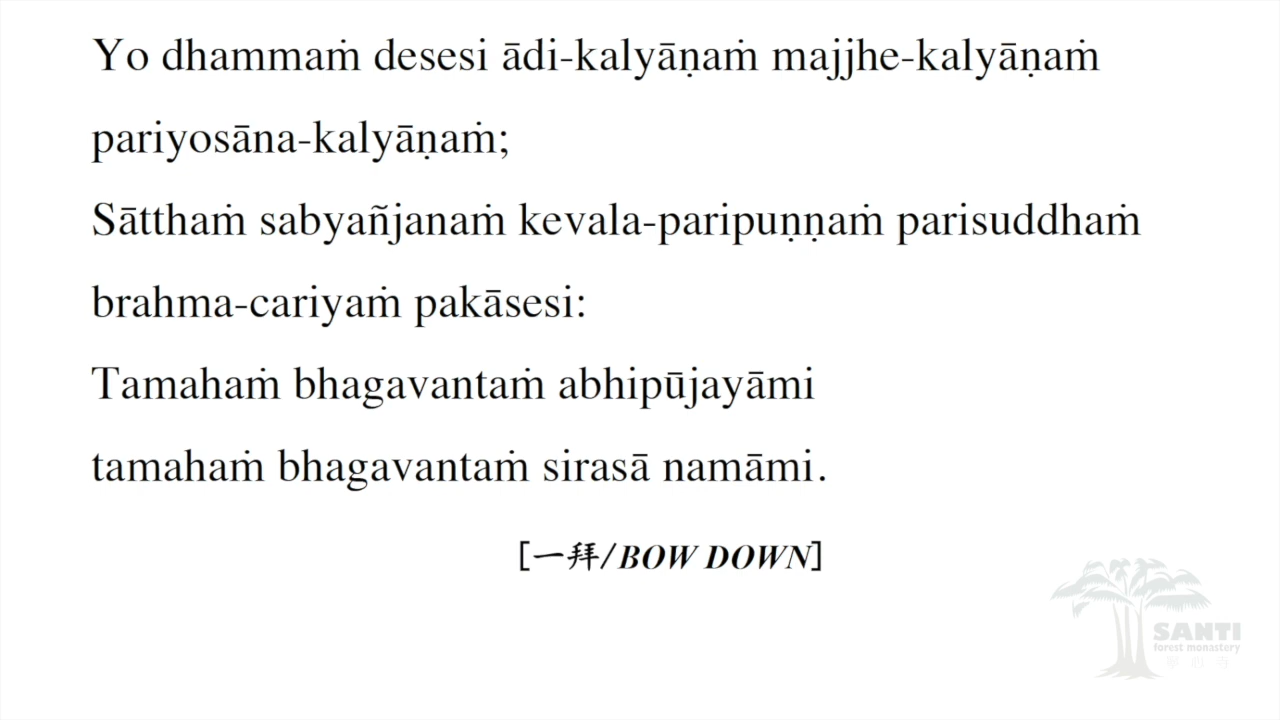 Yo dhammaṁ desesi ādi-kalyāṇaṁ majjhe-kalyāṇaṁ
pariyosāna-kalyāṇaṁ;
Sātthaṁ sabyañjanaṁ kevala-paripuṇṇaṁ parisuddhaṁ
brahma-cariyaṁ pakāsesi:
Tamahaṁ bhagavantaṁ abhipūjayāmi
tamahaṁ bhagavantaṁ sirasā namāmi.
[一拜/BOW DOWN]
SANTI
forest monastery